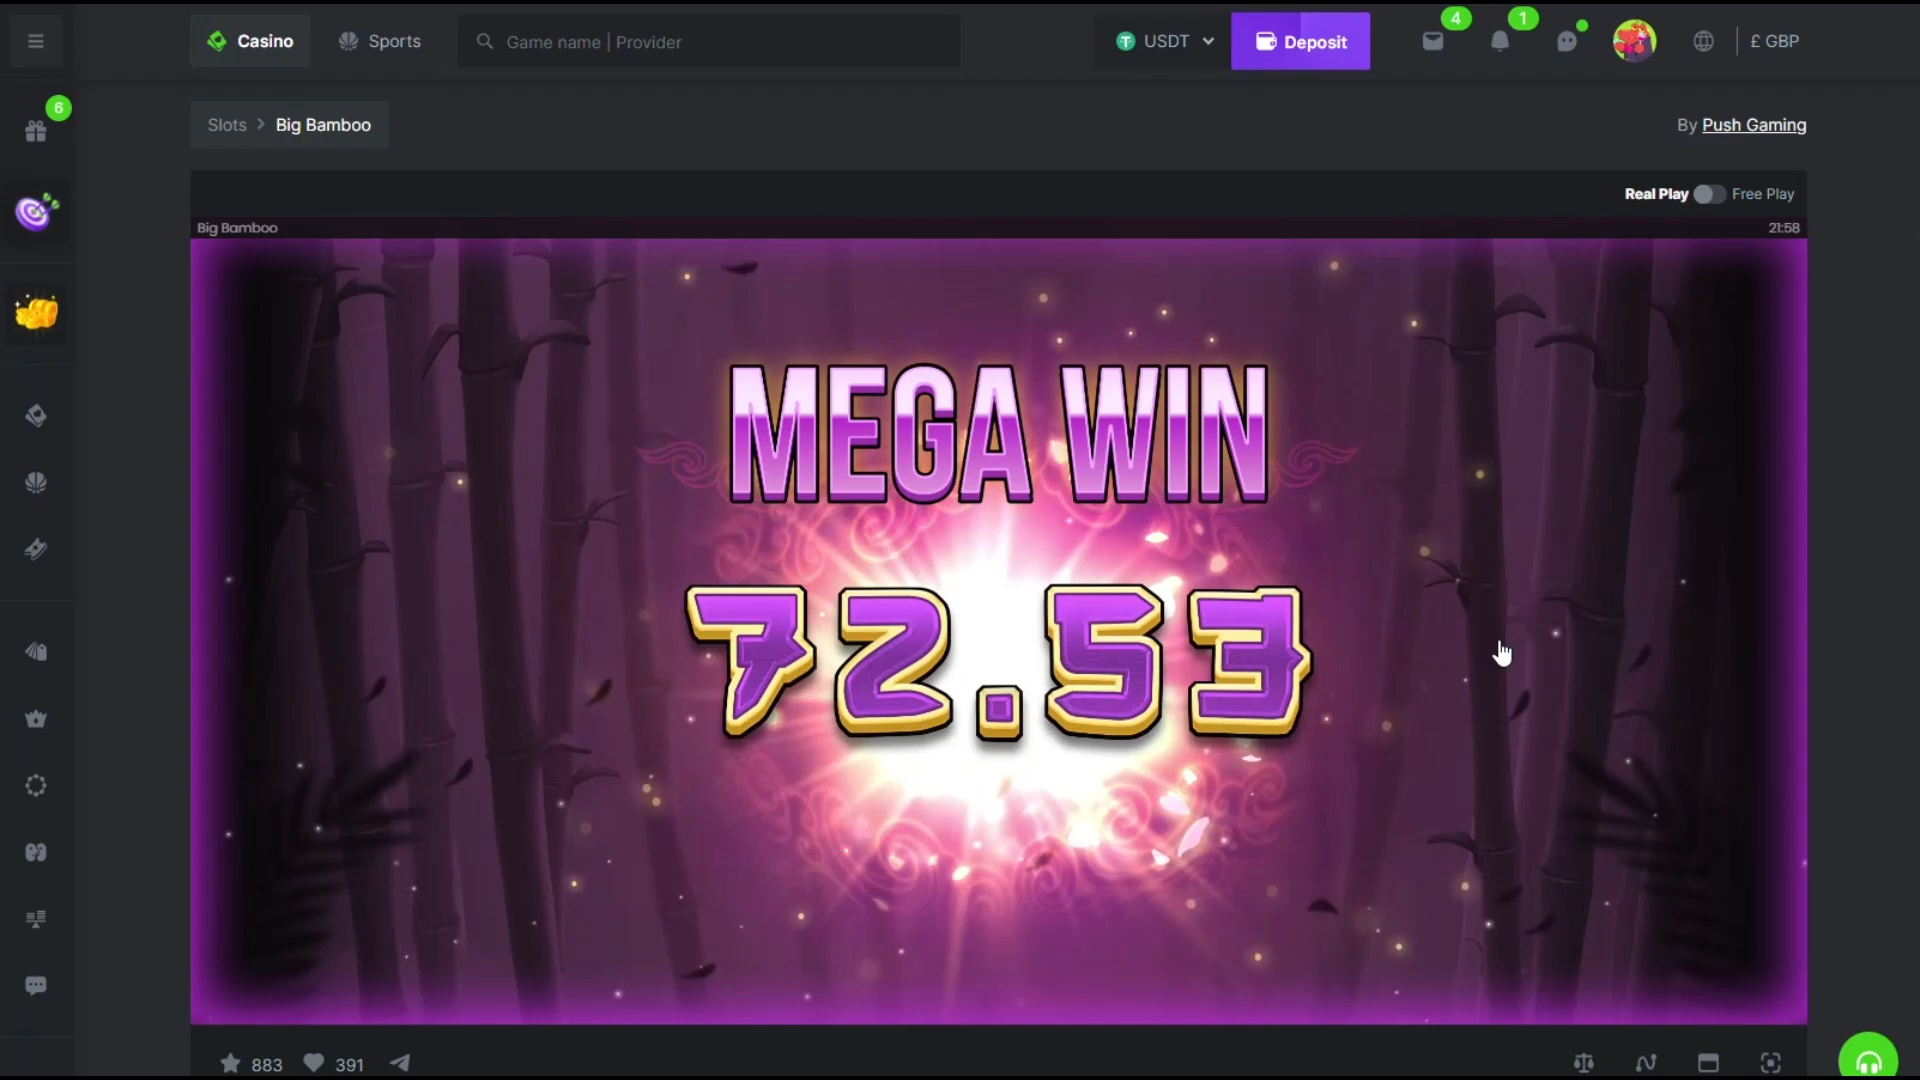 Casino
Sports
Game name | Provider
USDT
Deposit
4
1
£ GBP
6
Slots > Big Bamboo
By Push Gaming
Real Play
Free Play
Big Bamboo
21:58
MEGA WIN
72.53
883
391